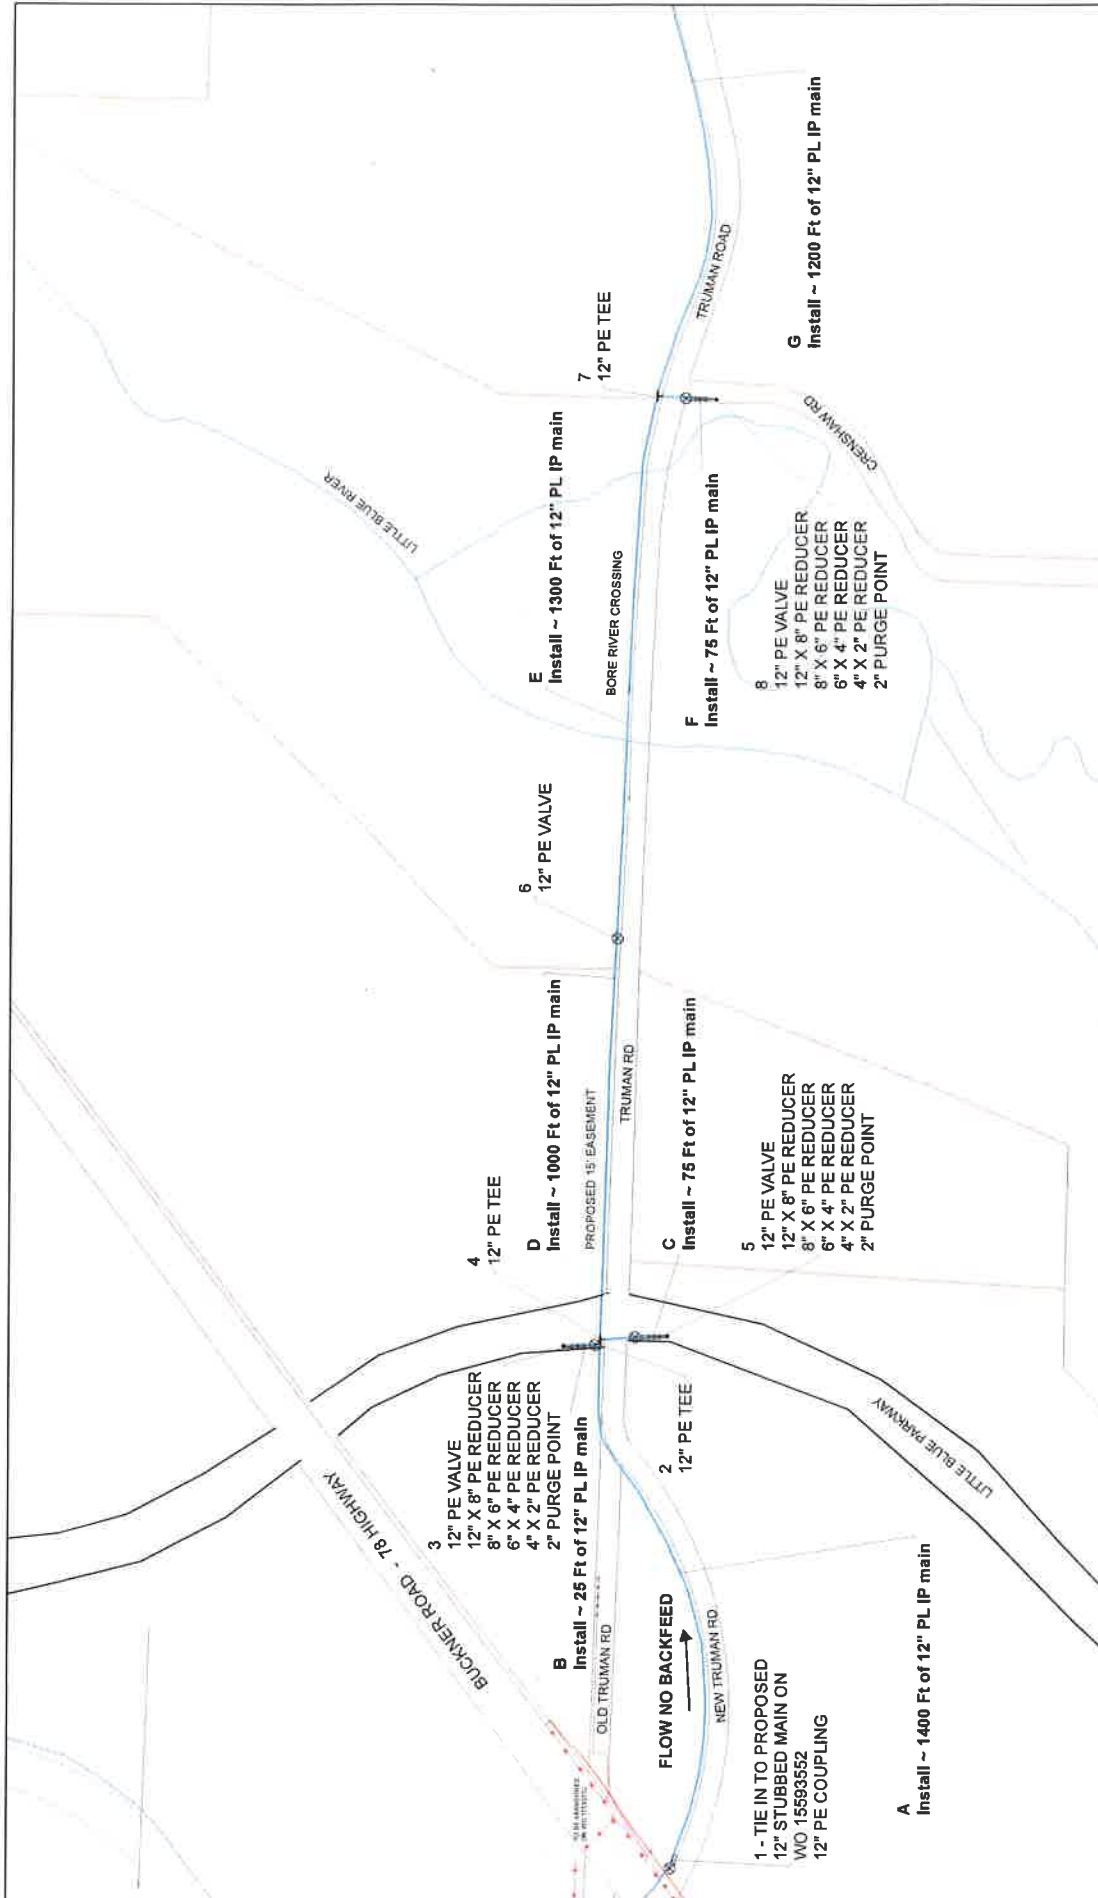 BUCKNER ROAD - 78 HIGHWAY
OLD TRUMAN RD
FLOW NO BACKFEED
NEW TRUMAN RD.
1 - TIE IN TO PROPOSED
12" STUBBED MAIN ON
WO 15593552
12" PE COUPLING
A
Install ~ 1400 Ft of 12" PL IP main
B
Install ~ 25 Ft of 12" PL IP main
3
12" PE VALVE
12" X 8" PE REDUCER
8" X 6" PE REDUCER
6" X 4" PE REDUCER
4" X 2" PE REDUCER
2" PURGE POINT
2
12" PE TEE
LITTLE BLUE PARKWAY
4
12" PE TEE
D
Install ~ 1000 Ft of 12" PL IP main
PROPOSED 15' EASEMENT
TRUMAN RD
C
Install ~ 75 Ft of 12" PL IP main
5
12" PE VALVE
12" X 8" PE REDUCER
8" X 6" PE REDUCER
6" X 4" PE REDUCER
4" X 2" PE REDUCER
2" PURGE POINT
6
12" PE VALVE
LITTLE BLUE RIVER
E
Install ~ 1300 Ft of 12" PL IP main
BORE RIVER CROSSING
F
Install ~ 75 Ft of 12" PL IP main
8
12" PE VALVE
12" X 8" PE REDUCER
8" X 6" PE REDUCER
6" X 4" PE REDUCER
4" X 2" PE REDUCER
2" PURGE POINT
7
12" PE TEE
TRUMAN ROAD
CRENSHAW RD
G
Install ~ 1200 Ft of 12" PL IP main